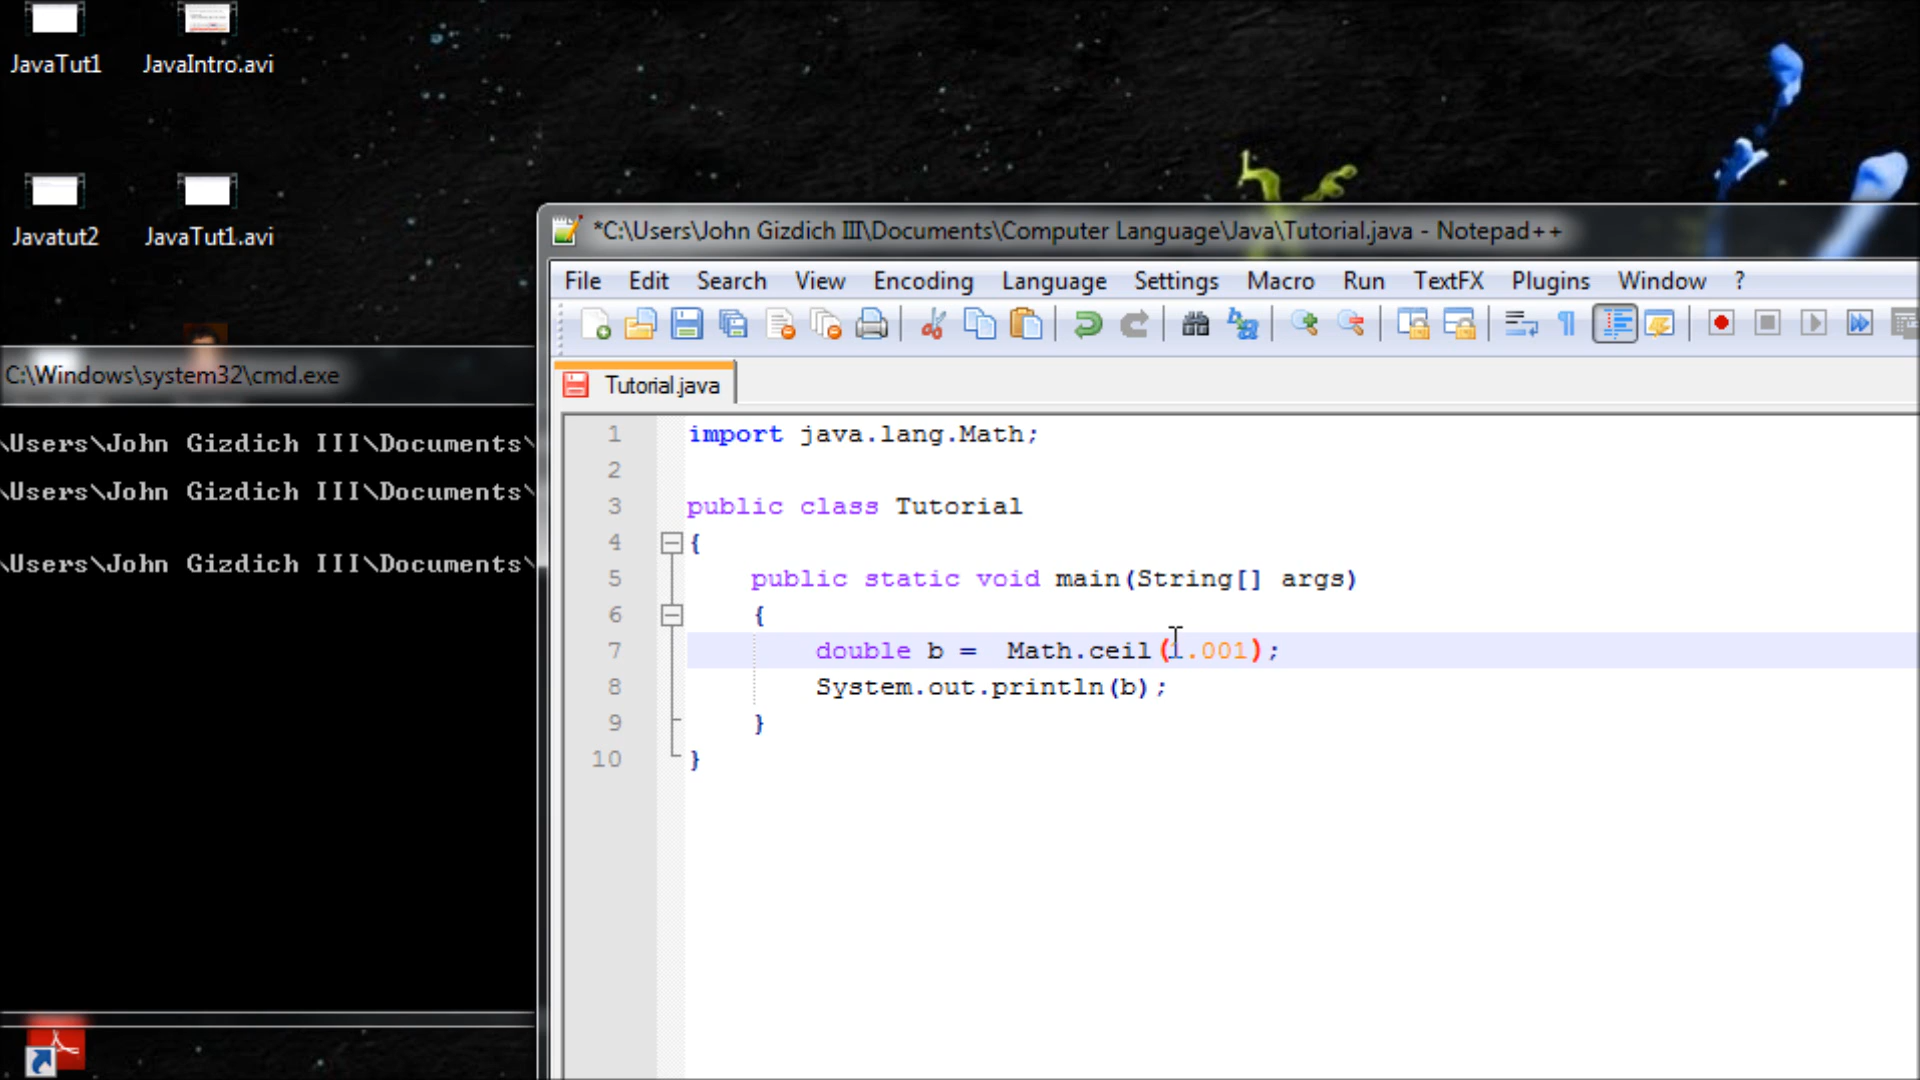 JavaTut1
JavaIntro.avi
Javatut2
JavaTut1.avi
C:\Windows\system32\cmd.exe
\Users\John Gizdich III\Documents\
\Users\John Gizdich III\Documents\
\Users\John Gizdich III\Documents\
*C:\Users\John Gizdich III\Documents\Computer Language\Java\Tutorial.java - Notepad++
File Edit Search View Encoding Language Settings Macro Run TextFX Plugins Window ?
Tutorial.java
1 import java.lang.Math;
2
3 public class Tutorial
4 {
5 public static void main(String[] args)
6 {
7 double b =  Math.ceil(1.001);
8 System.out.println(b);
9 }
10 }